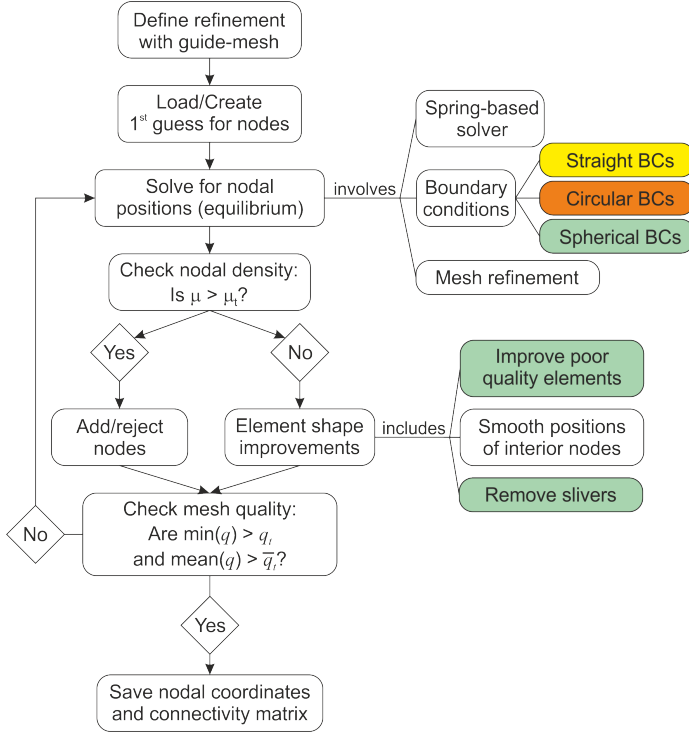 Define refinement
with guide-mesh
Load/Create
1st guess for nodes
Solve for nodal
positions (equilibrium)
involves
Spring-based
solver
Boundary
conditions
Straight BCs
Circular BCs
Spherical BCs
Mesh refinement
Check nodal density:
Is μ > μt?
Yes
No
Add/reject
nodes
Element shape
improvements
includes
Improve poor
quality elements
Smooth positions
of interior nodes
Remove slivers
Check mesh quality:
Are min(q) > qt
and mean(q) > q̅t?
No
Yes
Save nodal coordinates
and connectivity matrix